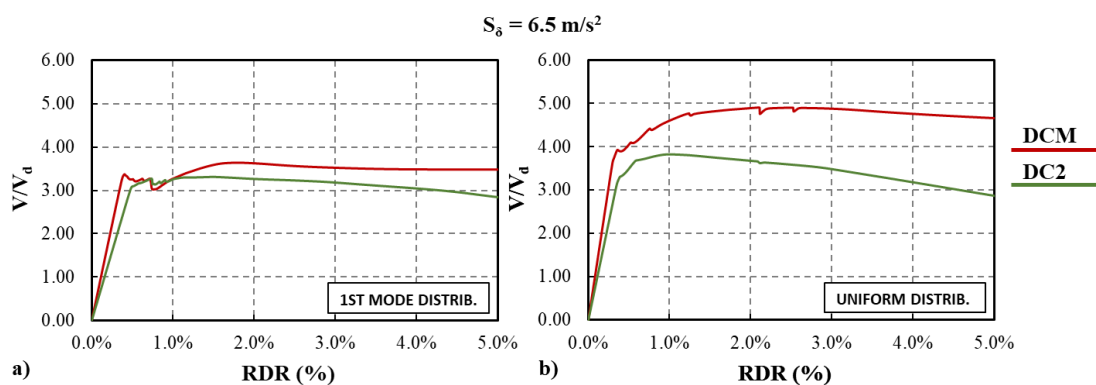 S_δ = 6.5 m/s²
6.00
5.00
4.00
3.00
2.00
1.00
0.00
V/V_d
1ST MODE DISTRIB.
0.0% 1.0% 2.0% 3.0% 4.0% 5.0%
a) RDR (%)
6.00
5.00
4.00
3.00
2.00
1.00
0.00
V/V_d
UNIFORM DISTRIB.
0.0% 1.0% 2.0% 3.0% 4.0% 5.0%
b) RDR (%)
DCM
DC2